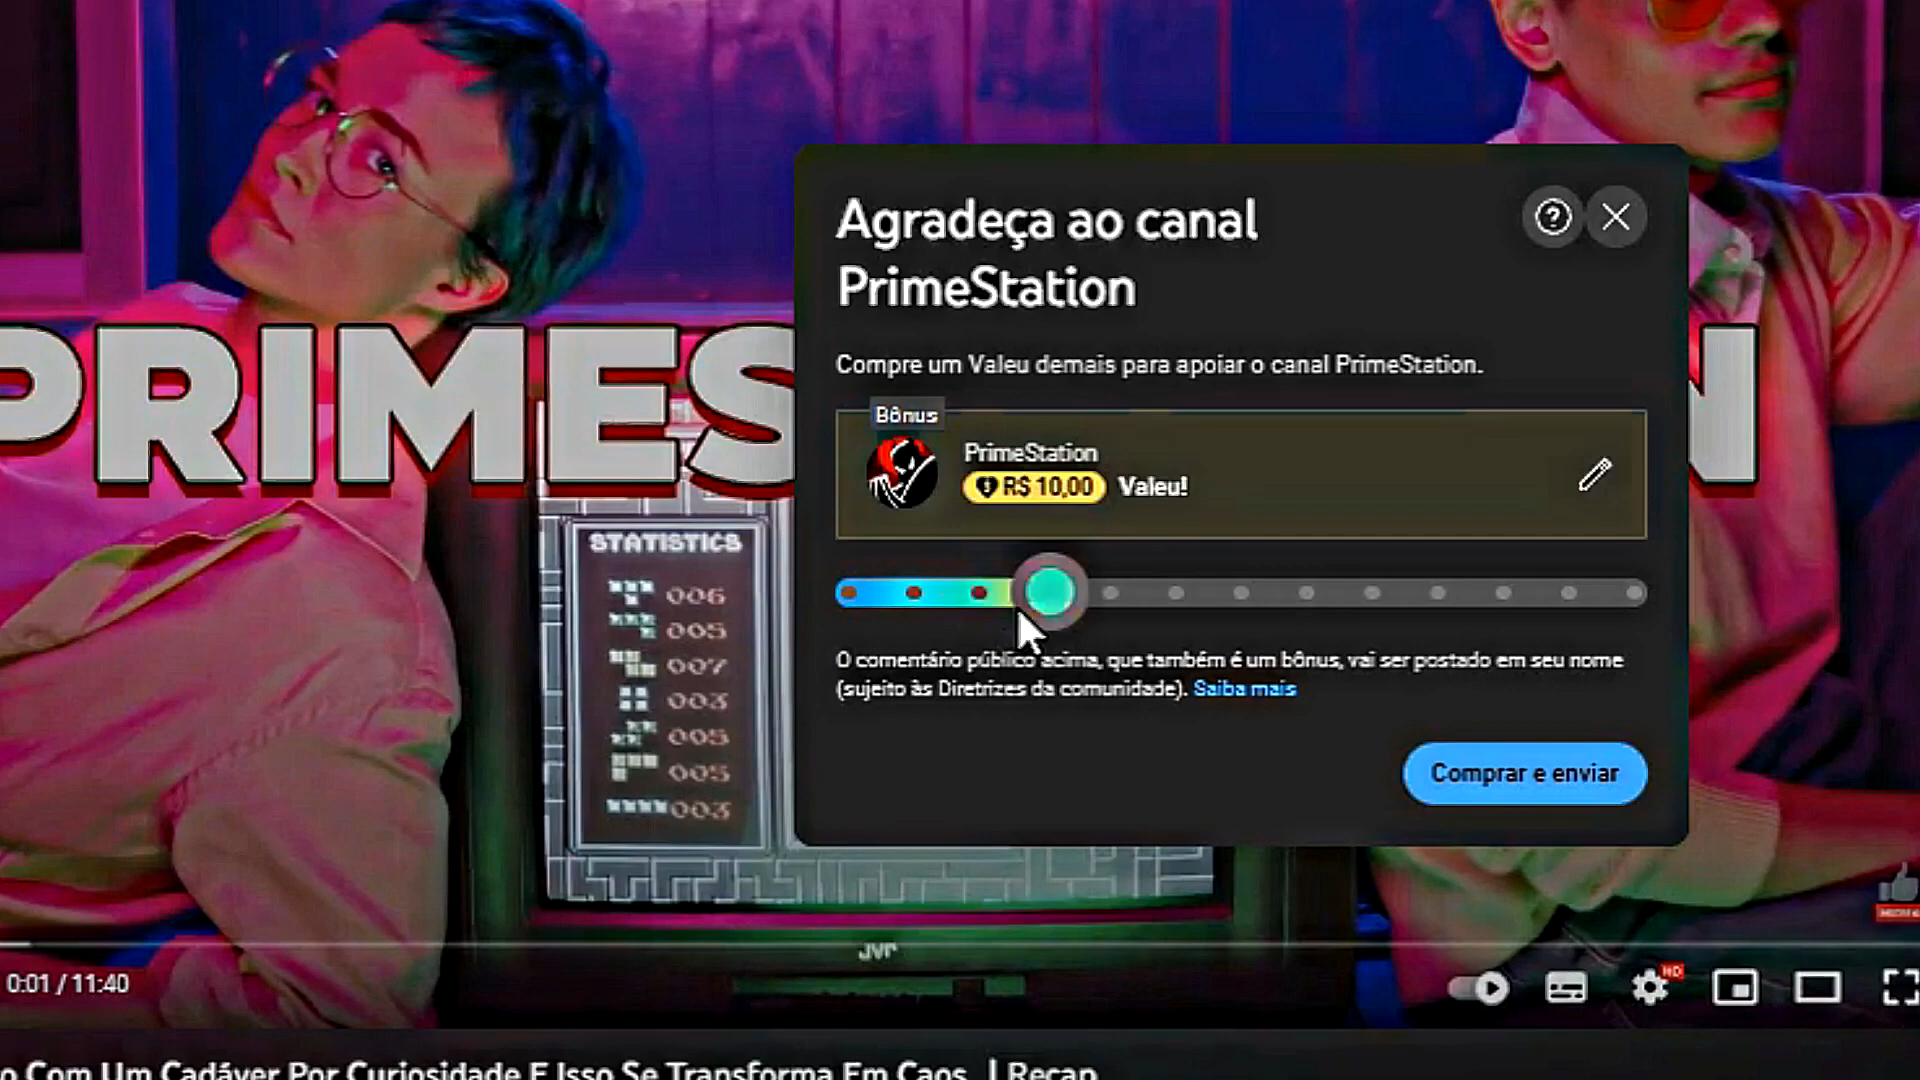 Agradeça ao canal
PrimeStation
Compre um Valeu demais para apoiar o canal PrimeStation.
Bônus
PrimeStation
R$ 10,00 Valeu!
O comentário público acima, que também é um bônus, vai ser postado em seu nome
(sujeito às Diretrizes da comunidade). Saiba mais
Comprar e enviar
PRIMES
N
STATISTICS
006
005
007
003
005
005
003
JVC
0:01 / 11:40
HD
o Com Um Cadáver Por Curiosidade E Isso Se Transforma Em Caos | Recap